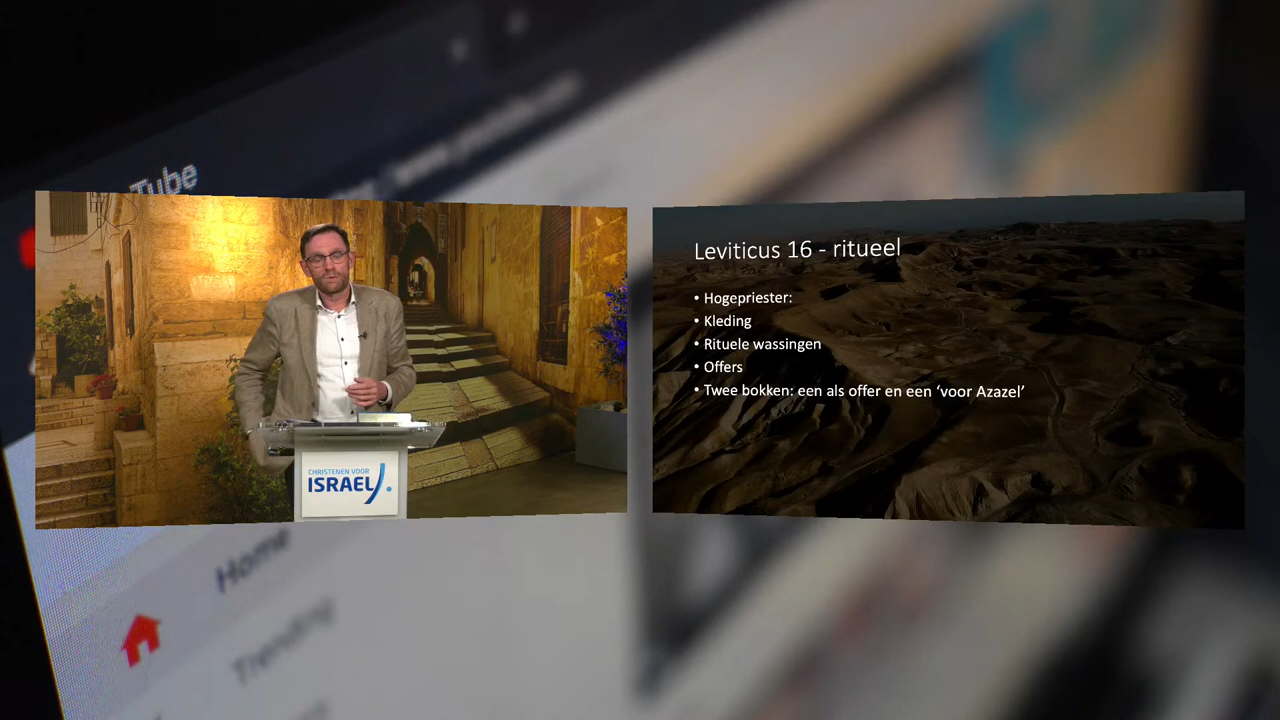 Tube
Leviticus 16 - ritueel
• Hogepriester:
• Kleding
• Rituele wassingen
• Offers
• Twee bokken: een als offer en een ‘voor Azazel’
CHRISTENEN VOOR
ISRAEL
Home
Trending